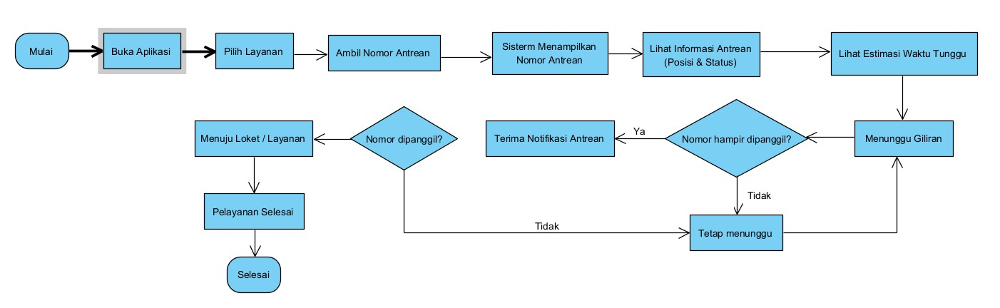 Mulai
Buka Aplikasi
Pilih Layanan
Ambil Nomor Antrean
Sisterm Menampilkan
Nomor Antrean
Lihat Informasi Antrean
(Posisi & Status)
Lihat Estimasi Waktu Tunggu
Menunggu Giliran
Nomor hampir dipanggil?
Ya
Terima Notifikasi Antrean
Tidak
Tetap menunggu
Nomor dipanggil?
Tidak
Menuju Loket / Layanan
Pelayanan Selesai
Selesai